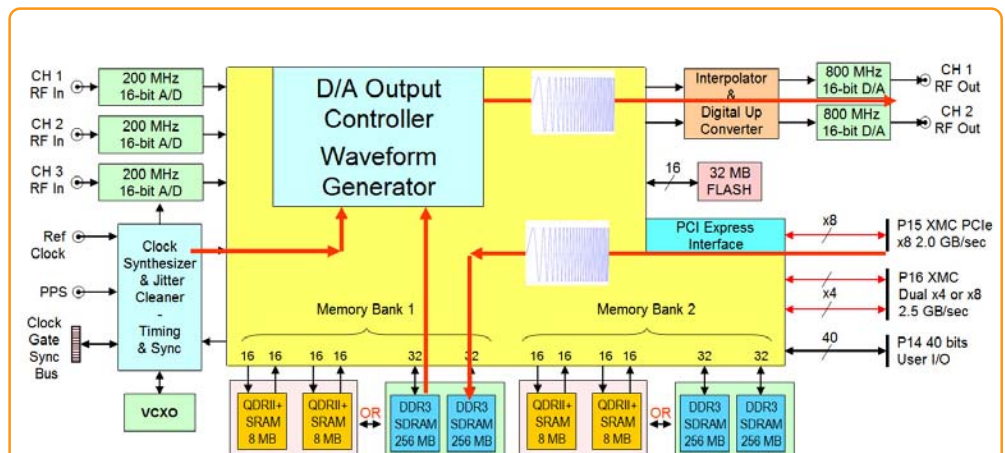 CH 1
RF In
200 MHz
16-bit A/D
CH 2
RF In
200 MHz
16-bit A/D
CH 3
RF In
200 MHz
16-bit A/D
Ref
Clock
PPS
Clock
Gate
Sync
Bus
Clock
Synthesizer
& Jitter
Cleaner
-
Timing
& Sync
VCXO
D/A Output
Controller
Waveform
Generator
Interpolator
&
Digital Up
Converter
800 MHz
16-bit D/A
CH 1
RF Out
800 MHz
16-bit D/A
CH 2
RF Out
16
32 MB
FLASH
PCI Express
Interface
x8
P15 XMC PCIe
x8 2.0 GB/sec
x4
P16 XMC
Dual x4 or x8
2.5 GB/sec
40
P14 40 bits
User I/O
Memory Bank 1
Memory Bank 2
16 16 16 16 32 32
16 16 16 16 32 32
QDRII+
SRAM
8 MB
QDRII+
SRAM
8 MB
OR
DDR3
SDRAM
256 MB
DDR3
SDRAM
256 MB
QDRII+
SRAM
8 MB
QDRII+
SRAM
8 MB
OR
DDR3
SDRAM
256 MB
DDR3
SDRAM
256 MB